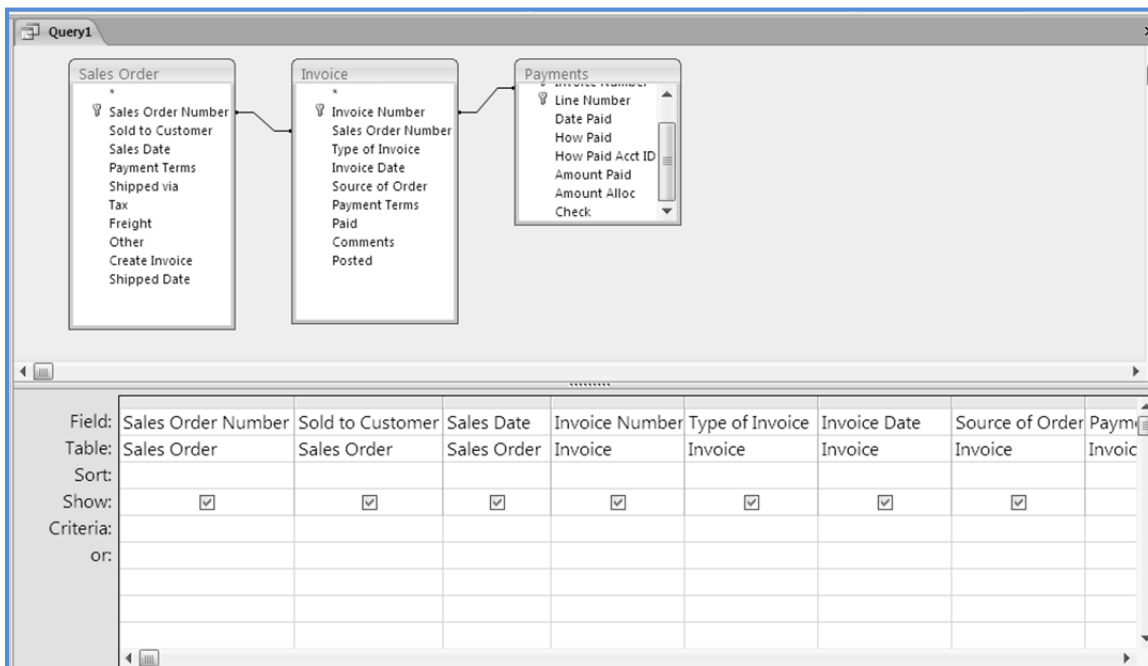 Query1
Sales Order
*
Sales Order Number
Sold to Customer
Sales Date
Payment Terms
Shipped via
Tax
Freight
Other
Create Invoice
Shipped Date
Invoice
*
Invoice Number
Sales Order Number
Type of Invoice
Invoice Date
Source of Order
Payment Terms
Paid
Comments
Posted
Payments
Invoice Number
Line Number
Date Paid
How Paid
How Paid Acct ID
Amount Paid
Amount Alloc
Check
Field: Sales Order Number Sold to Customer Sales Date Invoice Number Type of Invoice Invoice Date Source of Order Payme
Table: Sales Order Sales Order Sales Order Invoice Invoice Invoice Invoice Invoic
Sort:
Show:
Criteria:
or: